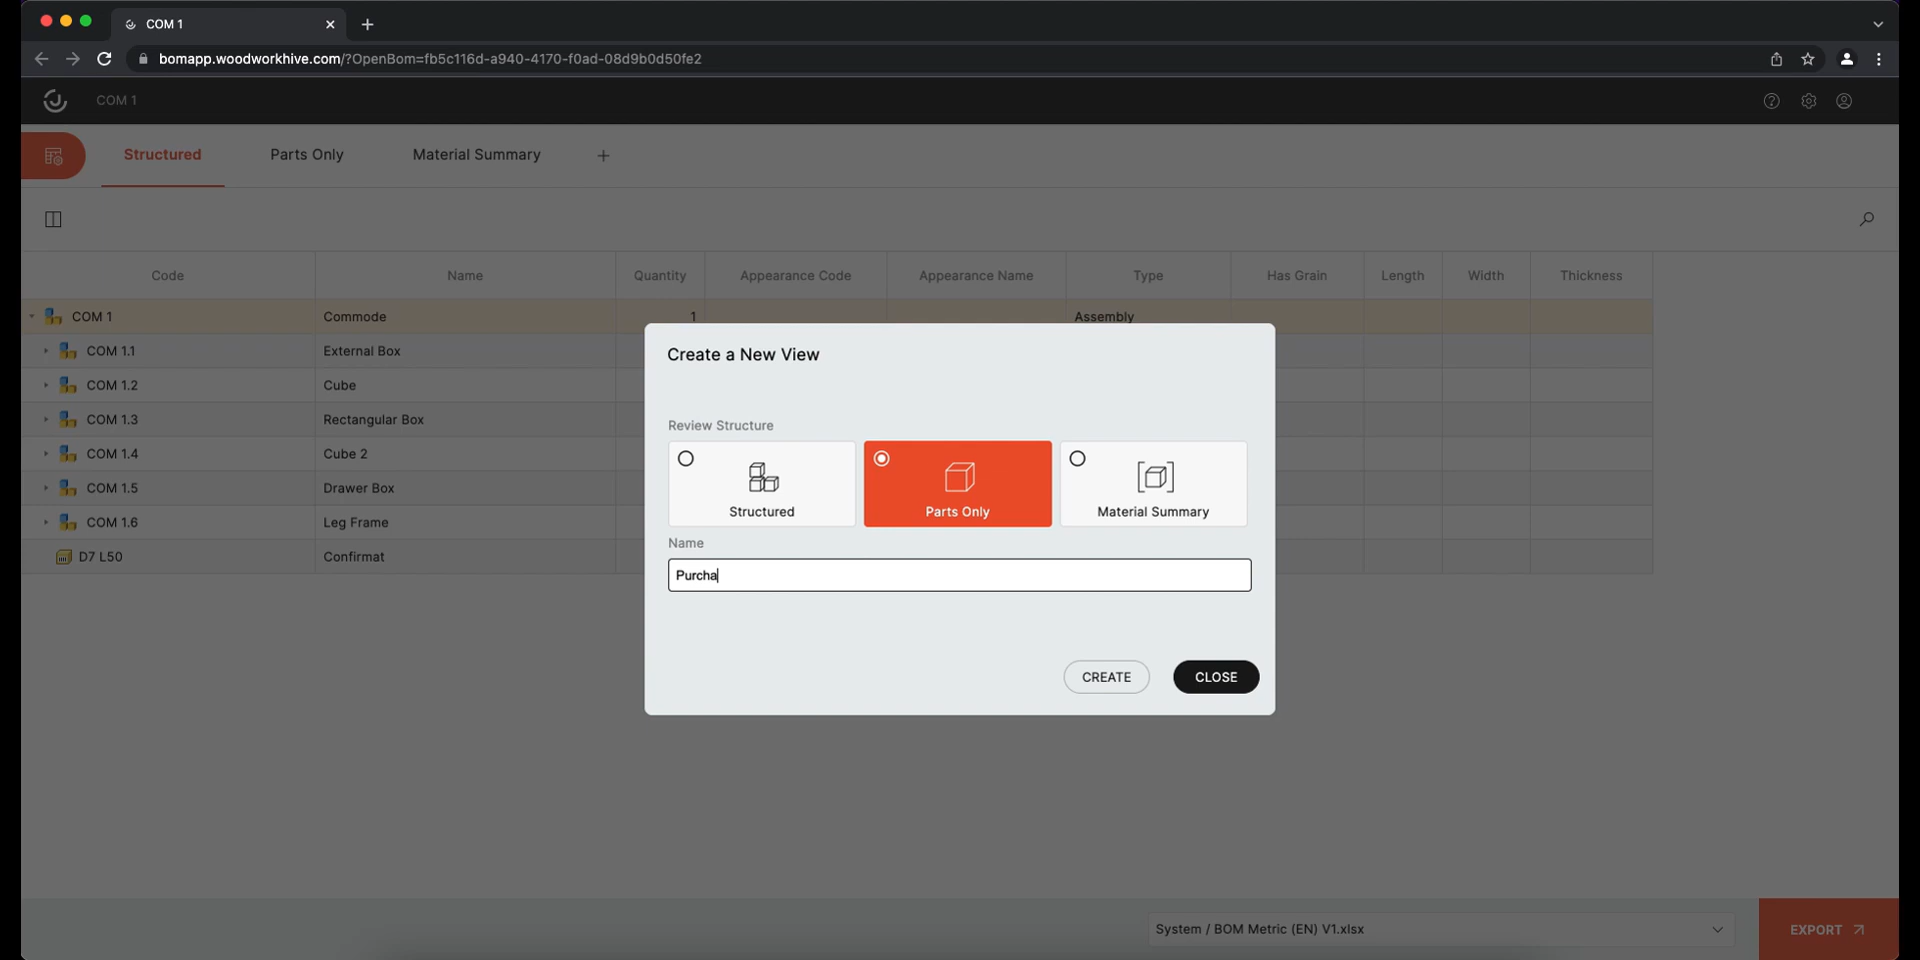 COM 1
bomapp.woodworkhive.com/?OpenBom=fb5c116d-a940-4170-f0ad-08d9b0d50fe2
COM 1
Structured Parts Only Material Summary
Code Name Quantity Appearance Code Appearance Name Type Has Grain Length Width Thickness
COM 1 Commode 1 Assembly
COM 1.1 External Box
COM 1.2 Cube
COM 1.3 Rectangular Box
COM 1.4 Cube 2
COM 1.5 Drawer Box
COM 1.6 Leg Frame
D7 L50 Confirmat
Create a New View
Review Structure
Structured Parts Only Material Summary
Name
Purcha
CREATE CLOSE
System / BOM Metric (EN) V1.xlsx
EXPORT